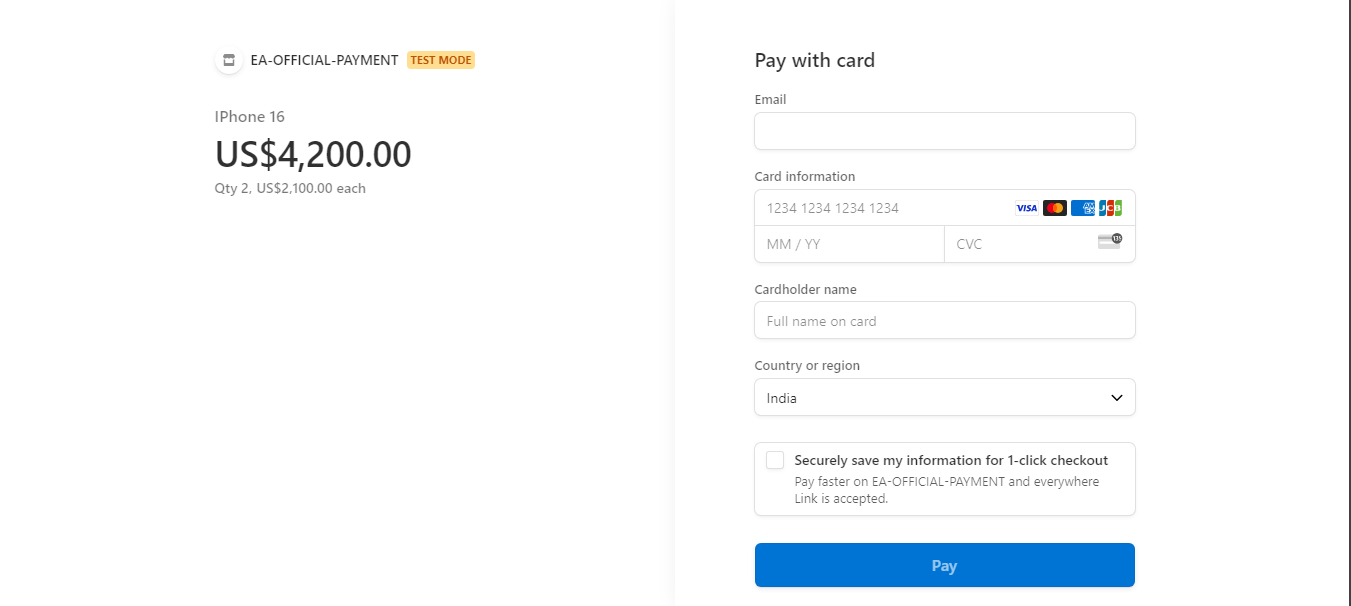 EA-OFFICIAL-PAYMENT TEST MODE
IPhone 16
US$4,200.00
Qty 2, US$2,100.00 each
Pay with card
Email
Card information
1234 1234 1234 1234 VISA AMEX JCB
MM / YY CVC 135
Cardholder name
Full name on card
Country or region
India
Securely save my information for 1-click checkout
Pay faster on EA-OFFICIAL-PAYMENT and everywhere
Link is accepted.
Pay